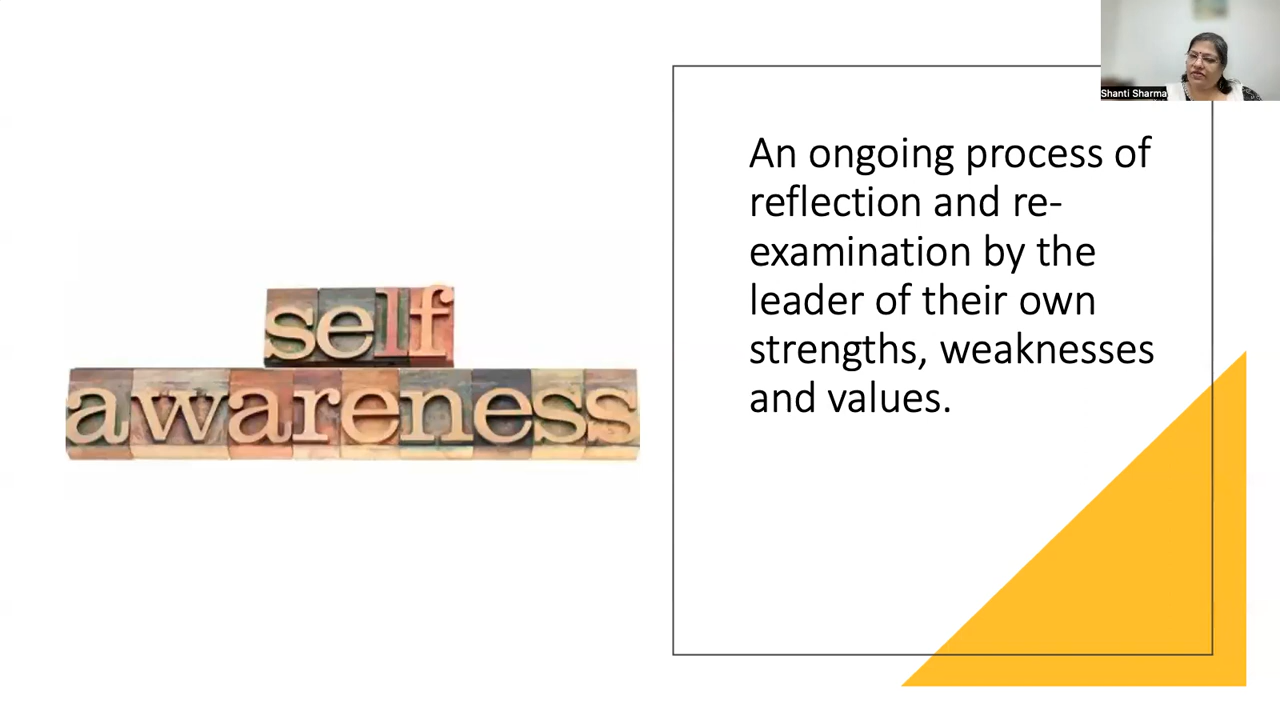 self
awareness
Shanti Sharma
An ongoing process of
reflection and re-
examination by the
leader of their own
strengths, weaknesses
and values.